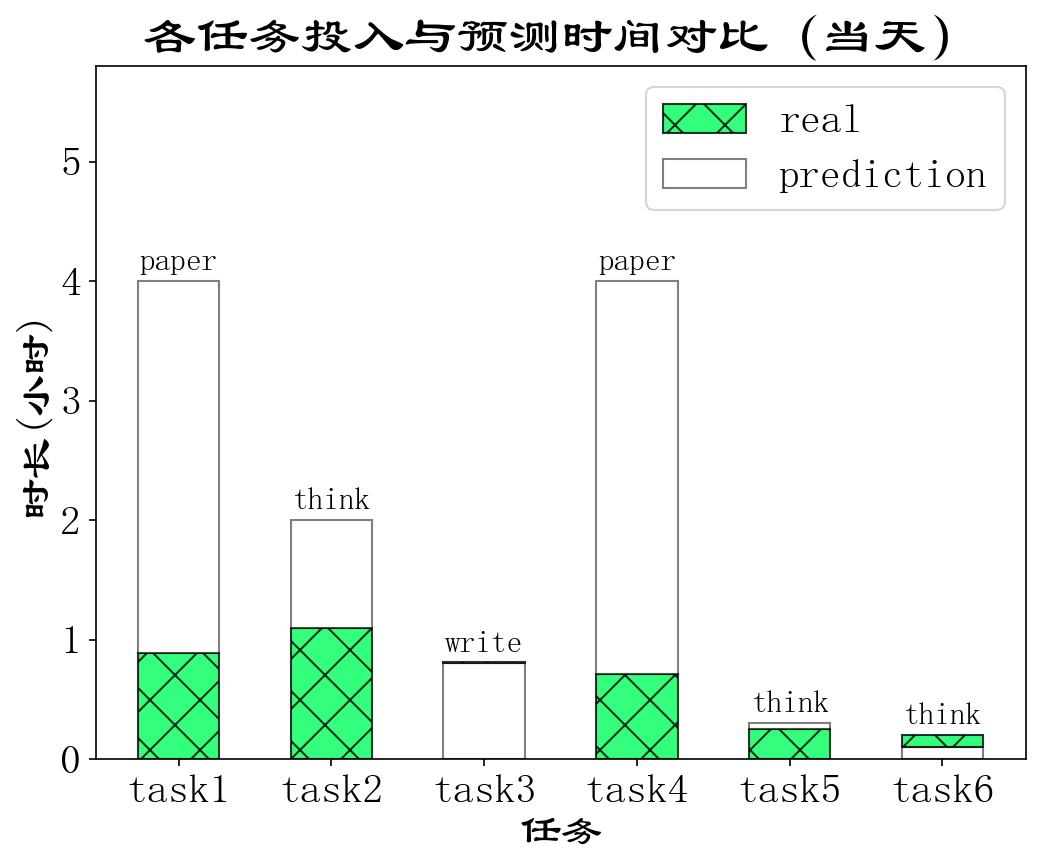 各任务投入与预测时间对比 (当天)
real
prediction
5
4
3
2
1
0
时长(小时)
paper
think
write
paper
think
think
task1 task2 task3 task4 task5 task6
任务